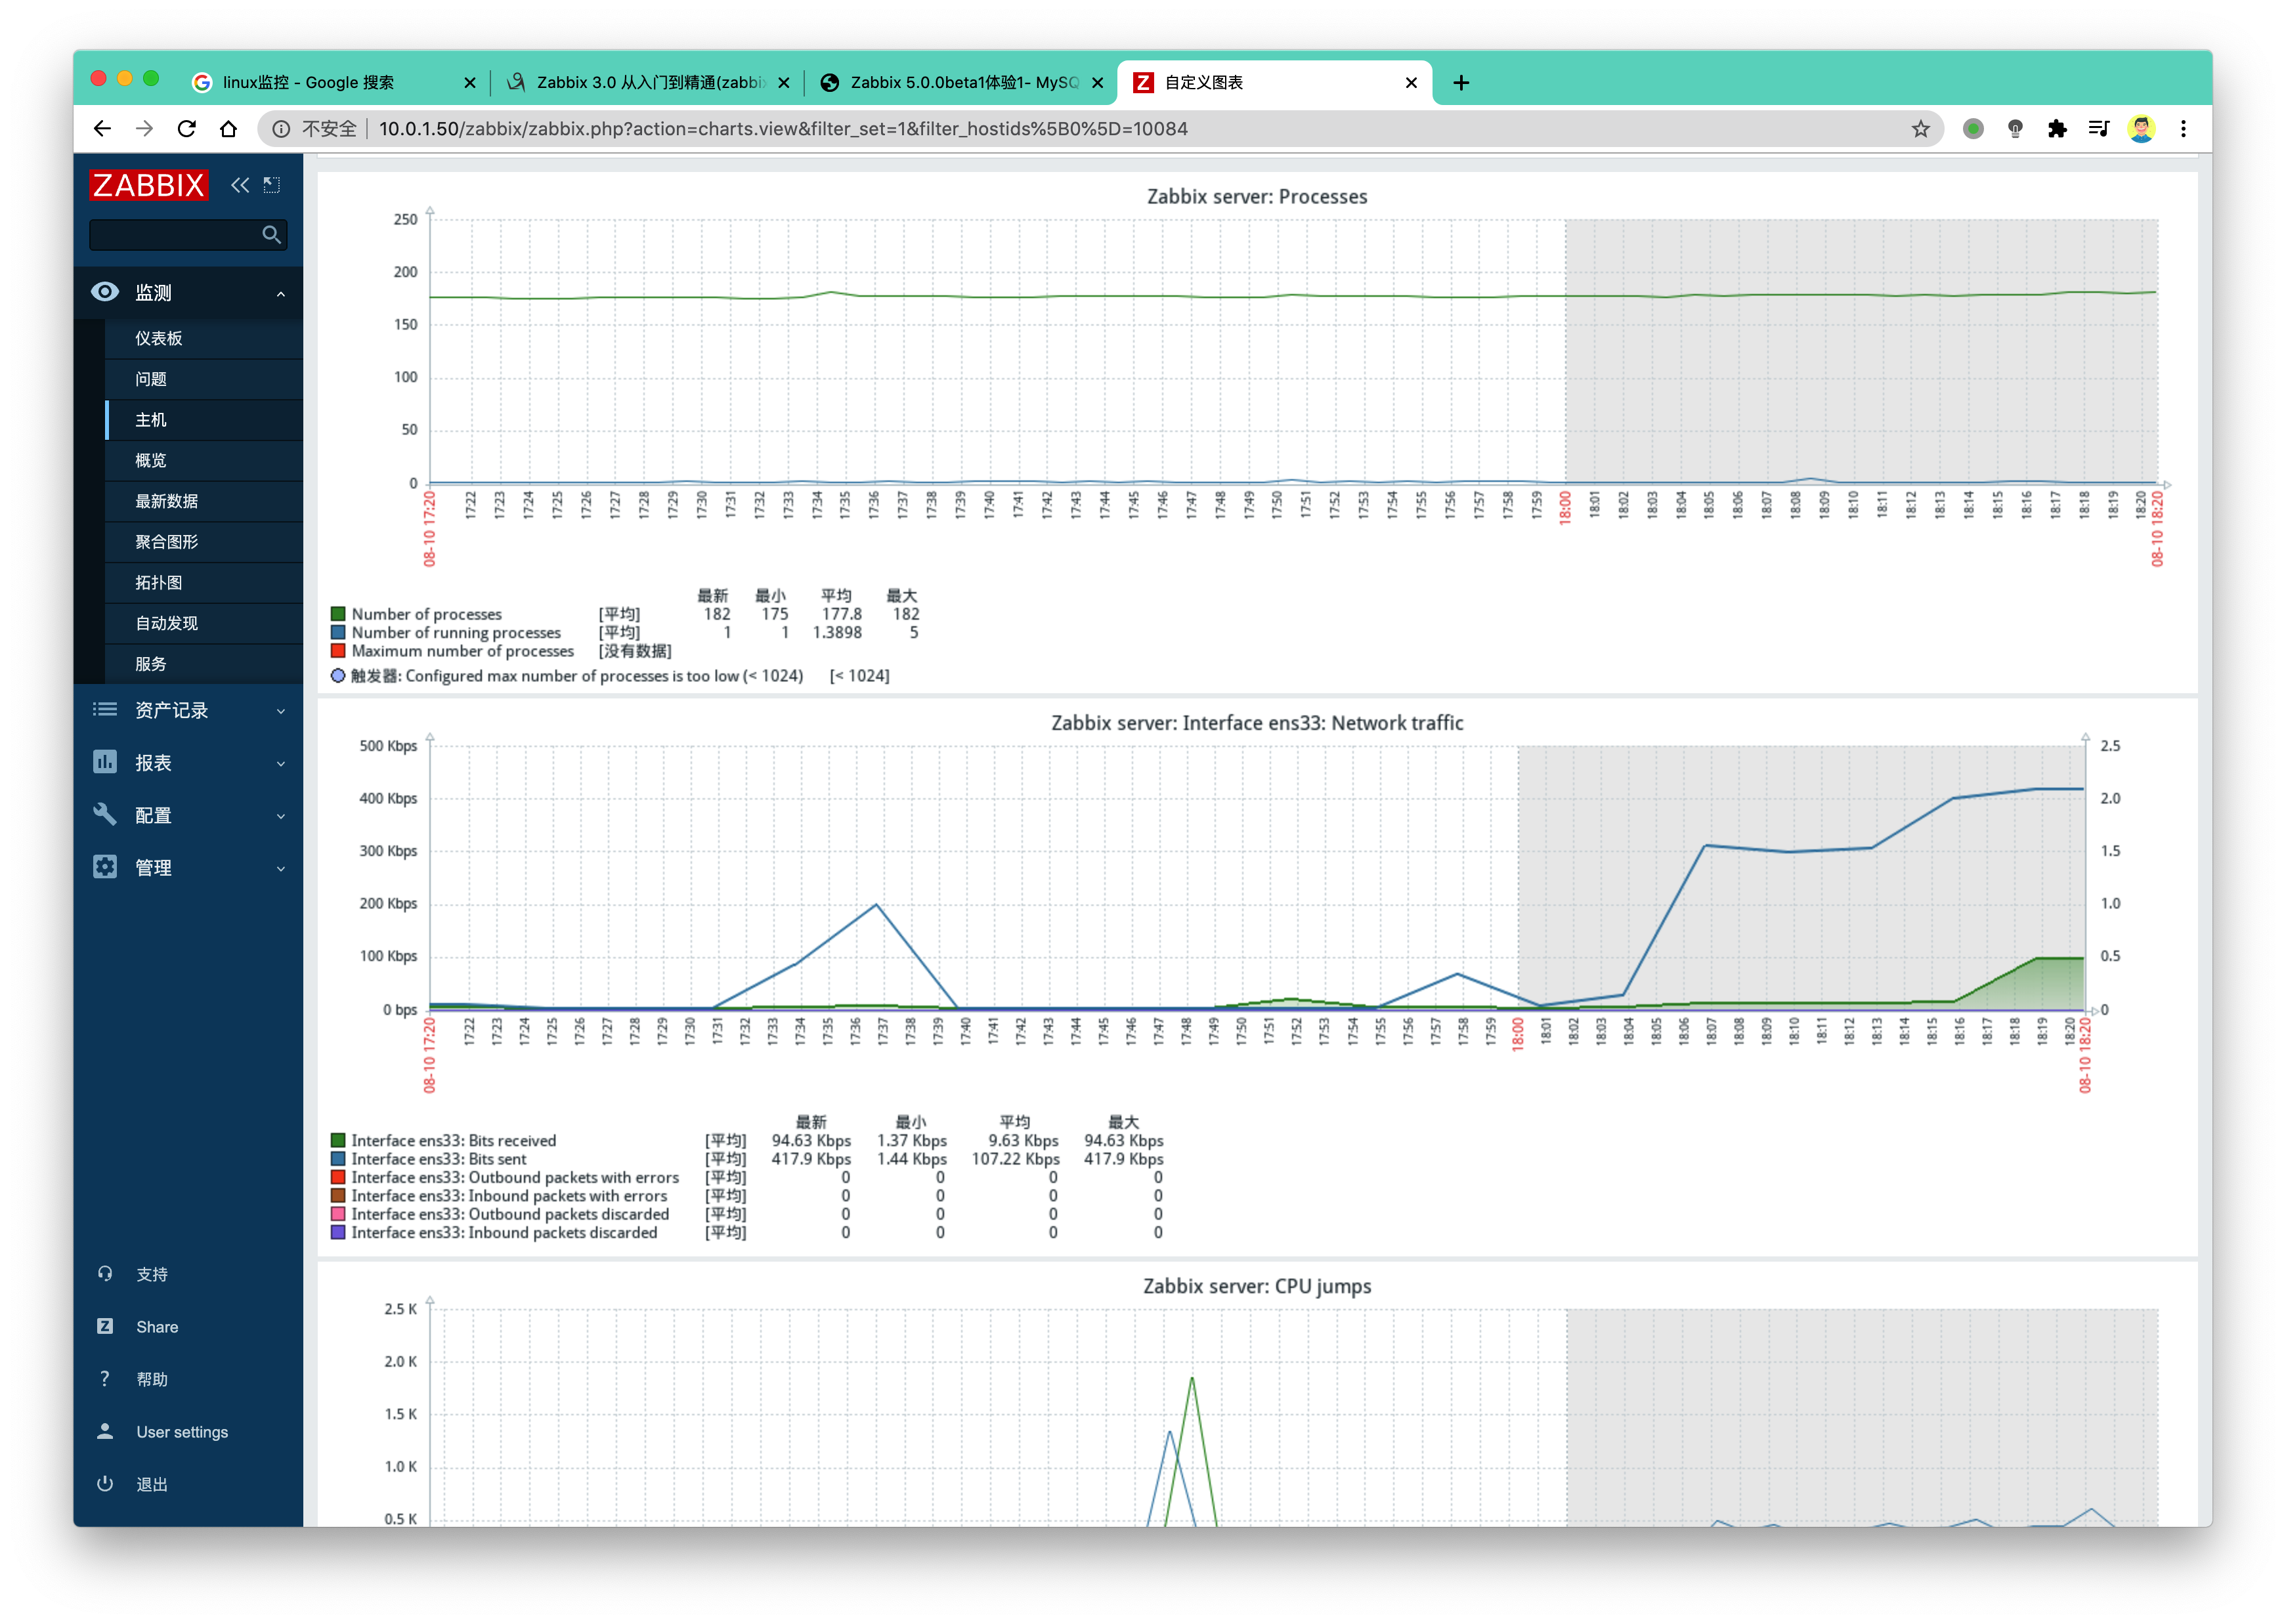 linux监控 - Google 搜索
Zabbix 3.0 从入门到精通(zabbix
Zabbix 5.0.0beta1体验1- MySQ
自定义图表
不安全 10.0.1.50/zabbix/zabbix.php?action=charts.view&filter_set=1&filter_hostids%5B0%5D=10084
ZABBIX
监测
仪表板
问题
主机
概览
最新数据
聚合图形
拓扑图
自动发现
服务
资产记录
报表
配置
管理
支持
Share
帮助
User settings
退出
Zabbix server: Processes
250
200
150
100
50
0
08-10 17:20 17:22 17:23 17:24 17:25 17:26 17:27 17:28 17:29 17:30 17:31 17:32 17:33 17:34 17:35 17:36 17:37 17:38 17:39 17:40 17:41 17:42 17:43 17:44 17:45 17:46 17:47 17:48 17:49 17:50 17:51 17:52 17:53 17:54 17:55 17:56 17:57 17:58 17:59 18:00 18:01 18:02 18:03 18:04 18:05 18:06 18:07 18:08 18:09 18:10 18:11 18:12 18:13 18:14 18:15 18:16 18:17 18:18 18:19 18:20 08-10 18:20
最新 最小 平均 最大
Number of processes [平均] 182 175 177.8 182
Number of running processes [平均] 1 1 1.3898 5
Maximum number of processes [没有数据]
触发器: Configured max number of processes is too low (< 1024) [< 1024]
Zabbix server: Interface ens33: Network traffic
500 Kbps 2.5
400 Kbps 2.0
300 Kbps 1.5
200 Kbps 1.0
100 Kbps 0.5
0 bps 0
08-10 17:20 17:22 17:23 17:24 17:25 17:26 17:27 17:28 17:29 17:30 17:31 17:32 17:33 17:34 17:35 17:36 17:37 17:38 17:39 17:40 17:41 17:42 17:43 17:44 17:45 17:46 17:47 17:48 17:49 17:50 17:51 17:52 17:53 17:54 17:55 17:56 17:57 17:58 17:59 18:00 18:01 18:02 18:03 18:04 18:05 18:06 18:07 18:08 18:09 18:10 18:11 18:12 18:13 18:14 18:15 18:16 18:17 18:18 18:19 18:20 08-10 18:20
最新 最小 平均 最大
Interface ens33: Bits received [平均] 94.63 Kbps 1.37 Kbps 9.63 Kbps 94.63 Kbps
Interface ens33: Bits sent [平均] 417.9 Kbps 1.44 Kbps 107.22 Kbps 417.9 Kbps
Interface ens33: Outbound packets with errors [平均] 0 0 0 0
Interface ens33: Inbound packets with errors [平均] 0 0 0 0
Interface ens33: Outbound packets discarded [平均] 0 0 0 0
Interface ens33: Inbound packets discarded [平均] 0 0 0 0
Zabbix server: CPU jumps
2.5 K
2.0 K
1.5 K
1.0 K
0.5 K